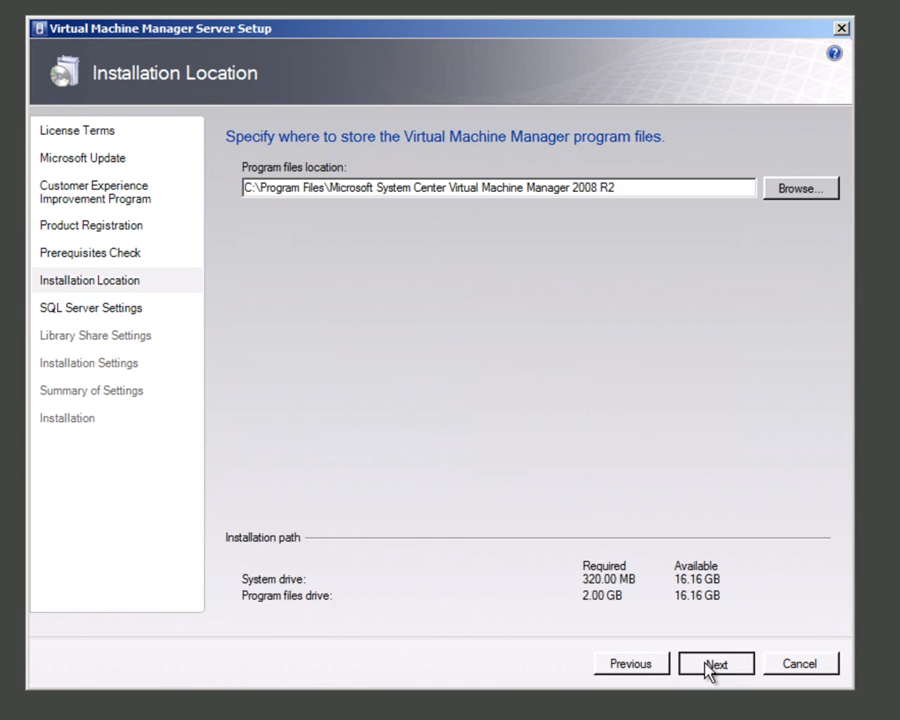 Virtual Machine Manager Server Setup
Installation Location
License Terms
Microsoft Update
Customer Experience
Improvement Program
Product Registration
Prerequisites Check
Installation Location
SQL Server Settings
Library Share Settings
Installation Settings
Summary of Settings
Installation
Specify where to store the Virtual Machine Manager program files.
Program files location:
C:\Program Files\Microsoft System Center Virtual Machine Manager 2008 R2
Browse...
Installation path
Required Available
System drive: 320.00 MB 16.16 GB
Program files drive: 2.00 GB 16.16 GB
Previous Next Cancel